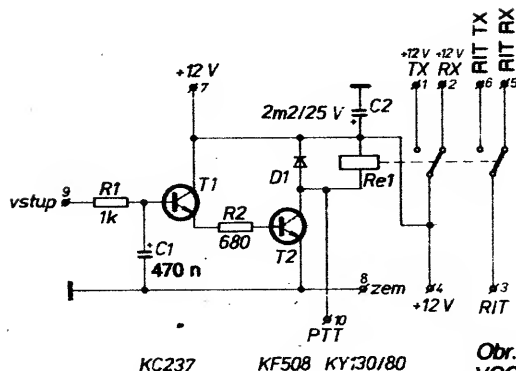 +12 V
7
+12 V
TX
1
+12 V
RX
2
RIT TX
6
RIT RX
5
2m2/25 V
C2
+
T1
D1
Re1
vstup
9
R1
1k
R2
680
T2
+
C1
470 n
8
zem
10
PTT
4
+12 V
3
RIT
KC237 KF508 KY130/80
Obr.